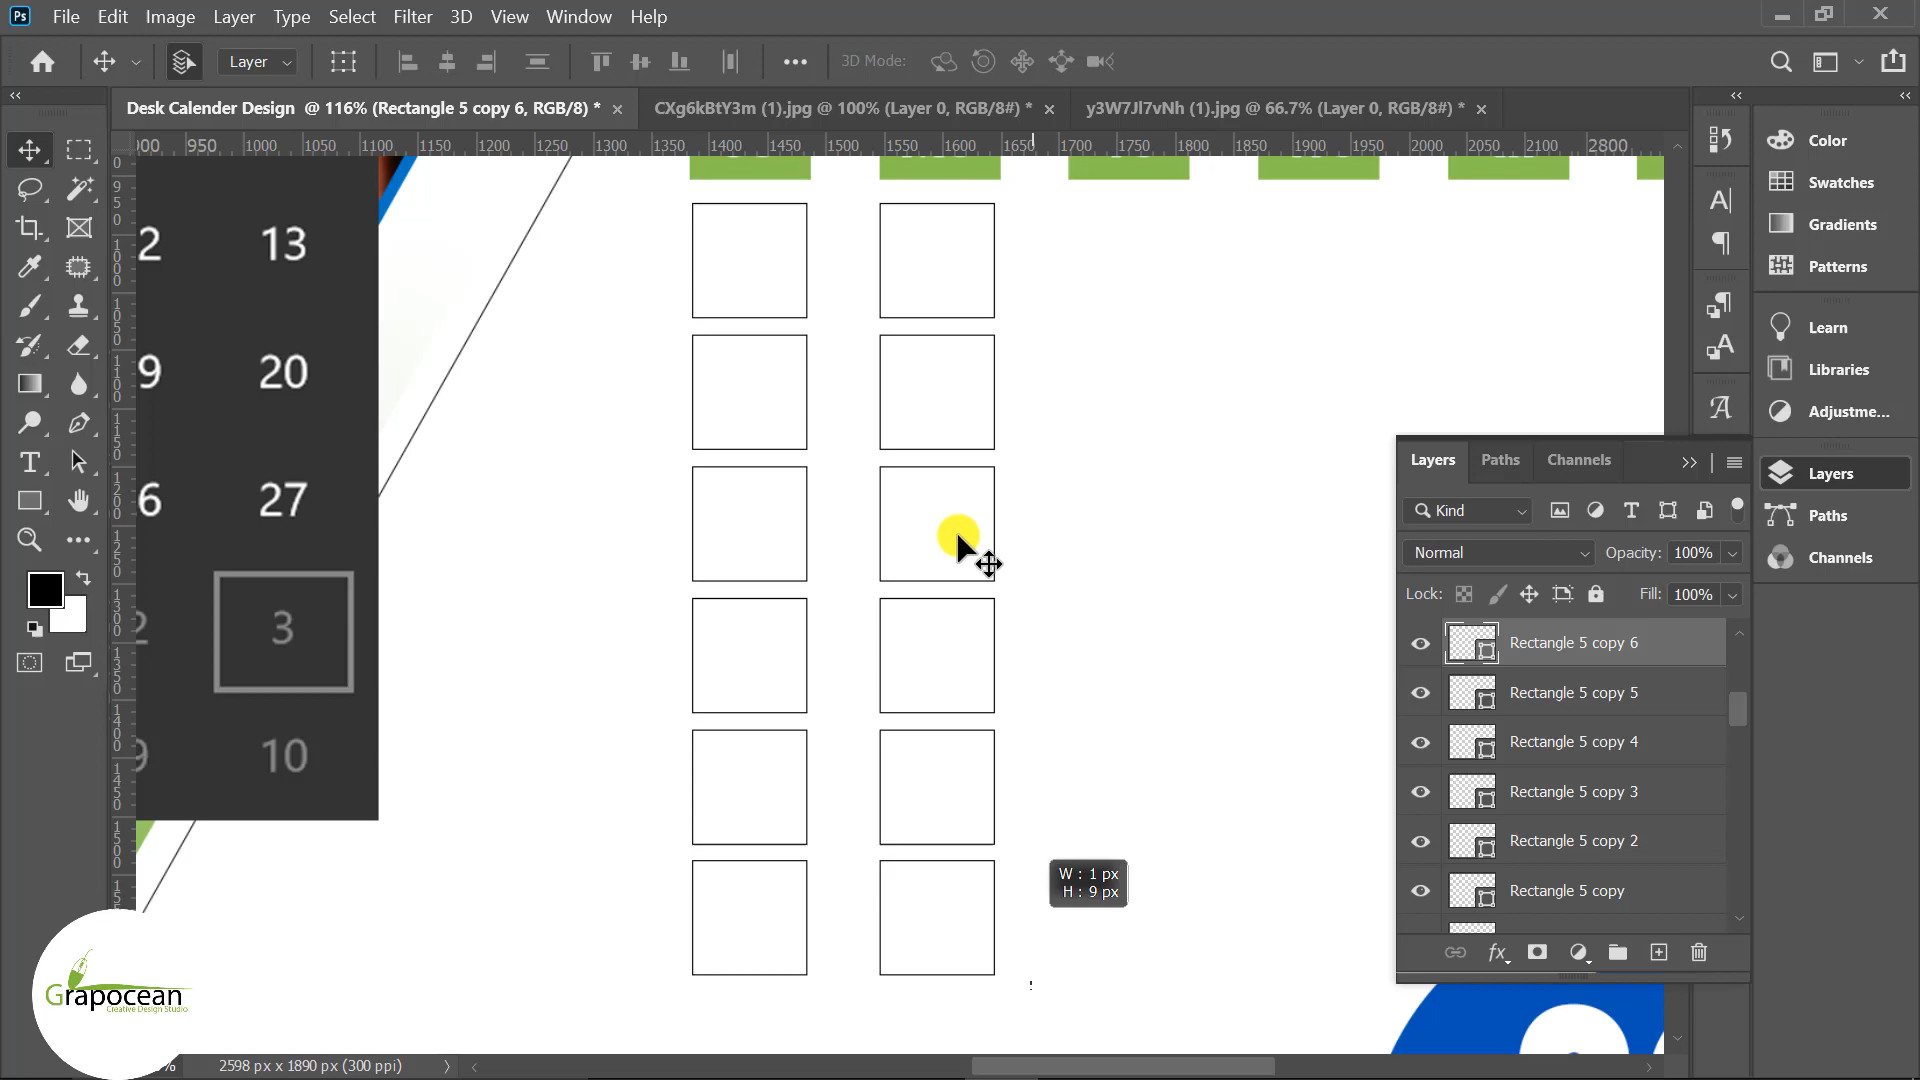 Ps File Edit Image Layer Type Select Filter 3D View Window Help
Layer 3D Mode:
Desk Calender Design @ 116% (Rectangle 5 copy 6, RGB/8) * CXg6kBtY3m (1).jpg @ 100% (Layer 0, RGB/8#) * y3W7Jl7vNh (1).jpg @ 66.7% (Layer 0, RGB/8#) *
950 1000 1050 1100 1150 1200 1250 1300 1350 1400 1450 1500 1550 1600 1650 1700 1750 1800 1850 1900 1950 2000 2050 2100 2800
Color
Swatches
Gradients
Patterns
Learn
Libraries
Adjustme...
Layers
Paths
Channels
2 13
9 20
6 27
2 3
9 10
Layers Paths Channels
Kind
Normal Opacity: 100%
Lock: Fill: 100%
Rectangle 5 copy 6
Rectangle 5 copy 5
Rectangle 5 copy 4
Rectangle 5 copy 3
Rectangle 5 copy 2
Rectangle 5 copy
fx
W : 1 px
H : 9 px
Grapocean
Creative Design Studio
% 2598 px x 1890 px (300 ppi)